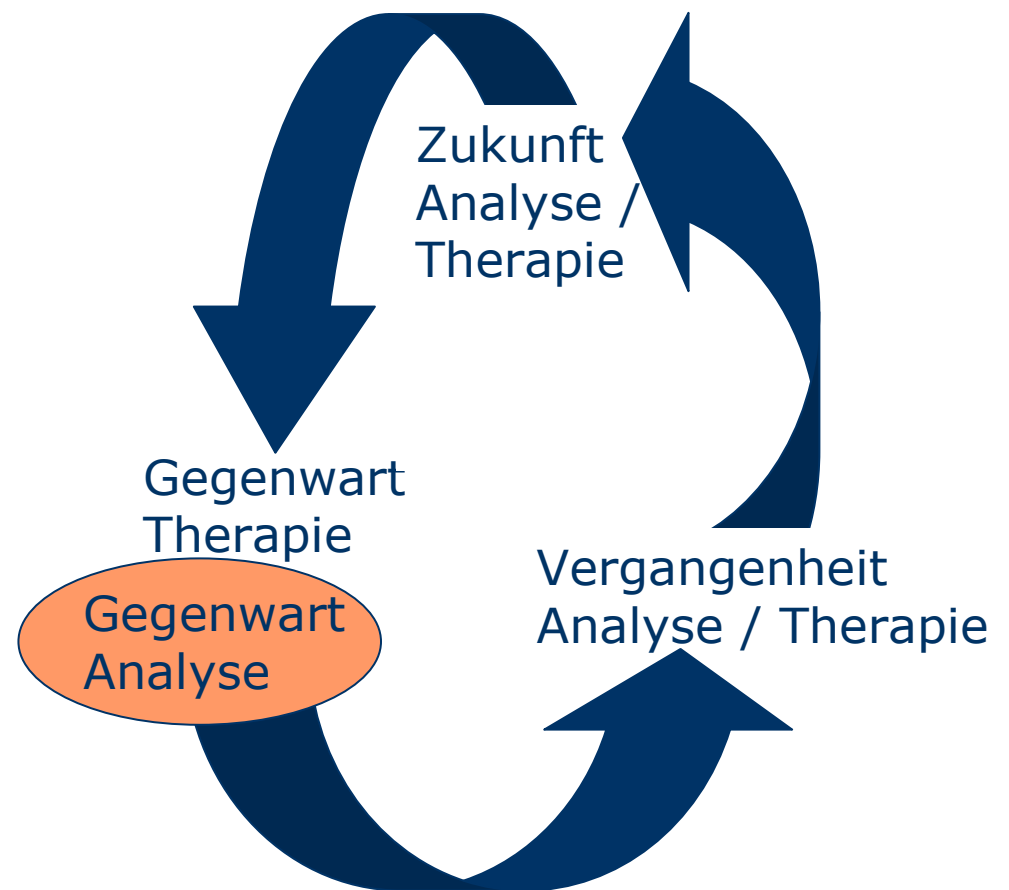 Zukunft
Analyse /
Therapie
Gegenwart
Therapie
Gegenwart
Analyse
Vergangenheit
Analyse / Therapie